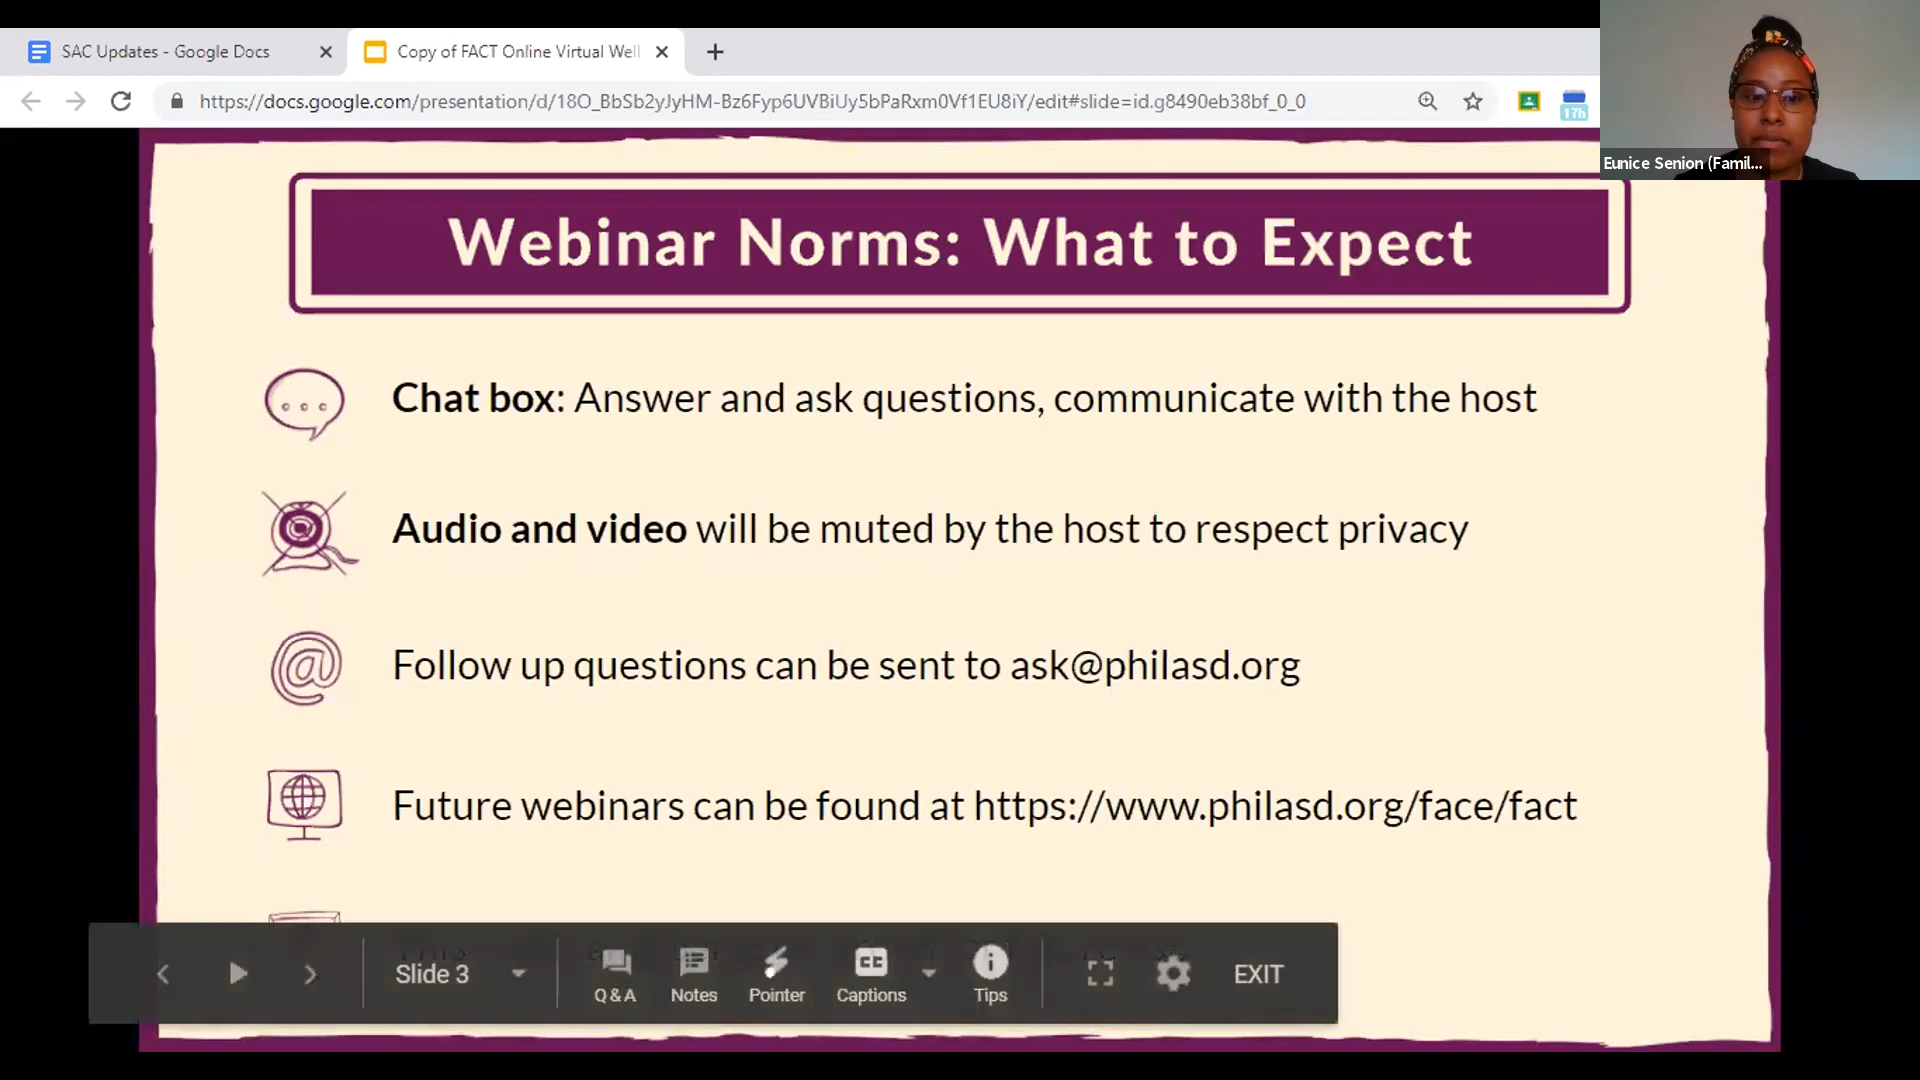 SAC Updates - Google Docs
Copy of FACT Online Virtual Well
https://docs.google.com/presentation/d/18O_BbSb2yJyHM-Bz6Fyp6UVBiUy5bPaRxm0Vf1EU8iY/edit#slide=id.g8490eb38bf_0_0
17h
Eunice Senion (Famil...
Webinar Norms: What to Expect
Chat box: Answer and ask questions, communicate with the host
Audio and video will be muted by the host to respect privacy
Follow up questions can be sent to ask@philasd.org
Future webinars can be found at https://www.philasd.org/face/fact
Slide 3
Q & A
Notes
Pointer
Captions
Tips
EXIT